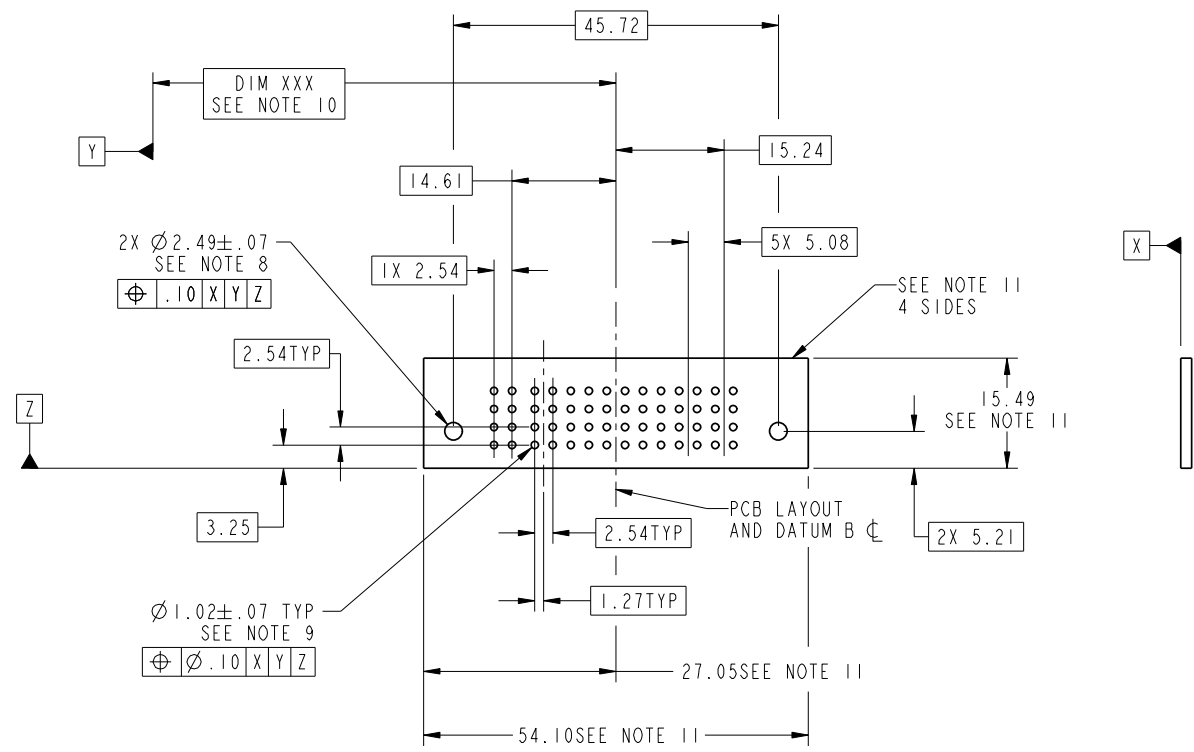 45.72
DIM XXX
SEE NOTE 10
Y
15.24
14.61
2X Ø2.49±.07
SEE NOTE 8
⌖ .10 X Y Z
1X 2.54
5X 5.08
X
SEE NOTE 11
4 SIDES
2.54TYP
Z
15.49
SEE NOTE 11
3.25
PCB LAYOUT
AND DATUM B ℄
2.54TYP
2X 5.21
1.27TYP
Ø1.02±.07 TYP
SEE NOTE 9
⌖ Ø.10 X Y Z
27.05SEE NOTE 11
54.10SEE NOTE 11